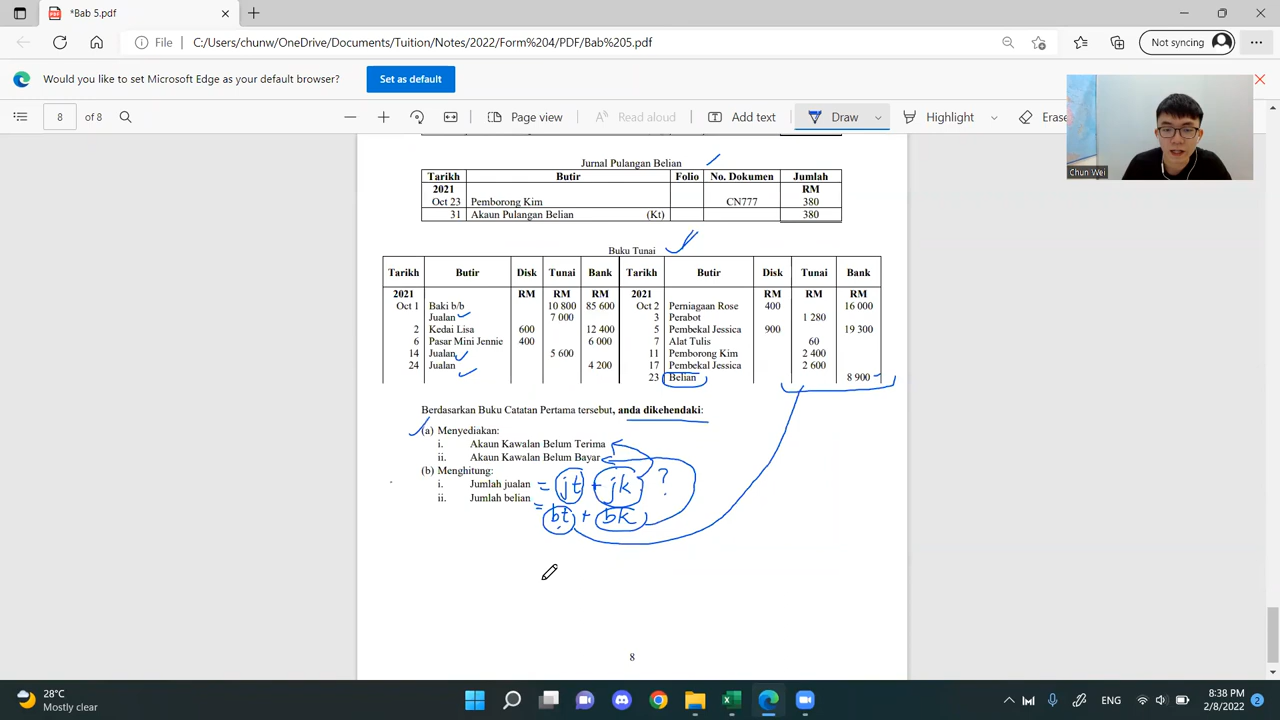 *Bab 5.pdf
File C:/Users/chunw/OneDrive/Documents/Tuition/Notes/2022/Form%204/PDF/Bab%205.pdf
Not syncing
Would you like to set Microsoft Edge as your default browser? Set as default
8 of 8 Page view Read aloud Draw Add text Highlight Erase
Chun Wei
Jurnal Pulangan Belian
Tarikh Butir Folio No. Dokumen Jumlah
2021 RM
Oct 23 Pemborong Kim CN777 380
31 Akaun Pulangan Belian (Kt) 380
Buku Tunai
Tarikh Butir Disk Tunai Bank Tarikh Butir Disk Tunai Bank
2021 RM RM RM 2021 RM RM RM
Oct 1 Baki b/b 10 800 85 600 Oct 2 Perniagaan Rose 400 16 000
Jualan 7 000 3 Perabot 1 280
2 Kedai Lisa 600 12 400 5 Pembekal Jessica 900 19 300
6 Pasar Mini Jennie 400 6 000 7 Alat Tulis 60
14 Jualan 5 600 11 Pemborong Kim 2 400
24 Jualan 4 200 17 Pembekal Jessica 2 600
23 Belian 8 900
Berdasarkan Buku Catatan Pertama tersebut, anda dikehendaki:
(a) Menyediakan:
i. Akaun Kawalan Belum Terima
ii. Akaun Kawalan Belum Bayar
(b) Menghitung:
i. Jumlah jualan = jt + jk ?
ii. Jumlah belian = bt + bk
8
28°C
Mostly clear
ENG
8:38 PM
2/8/2022
2